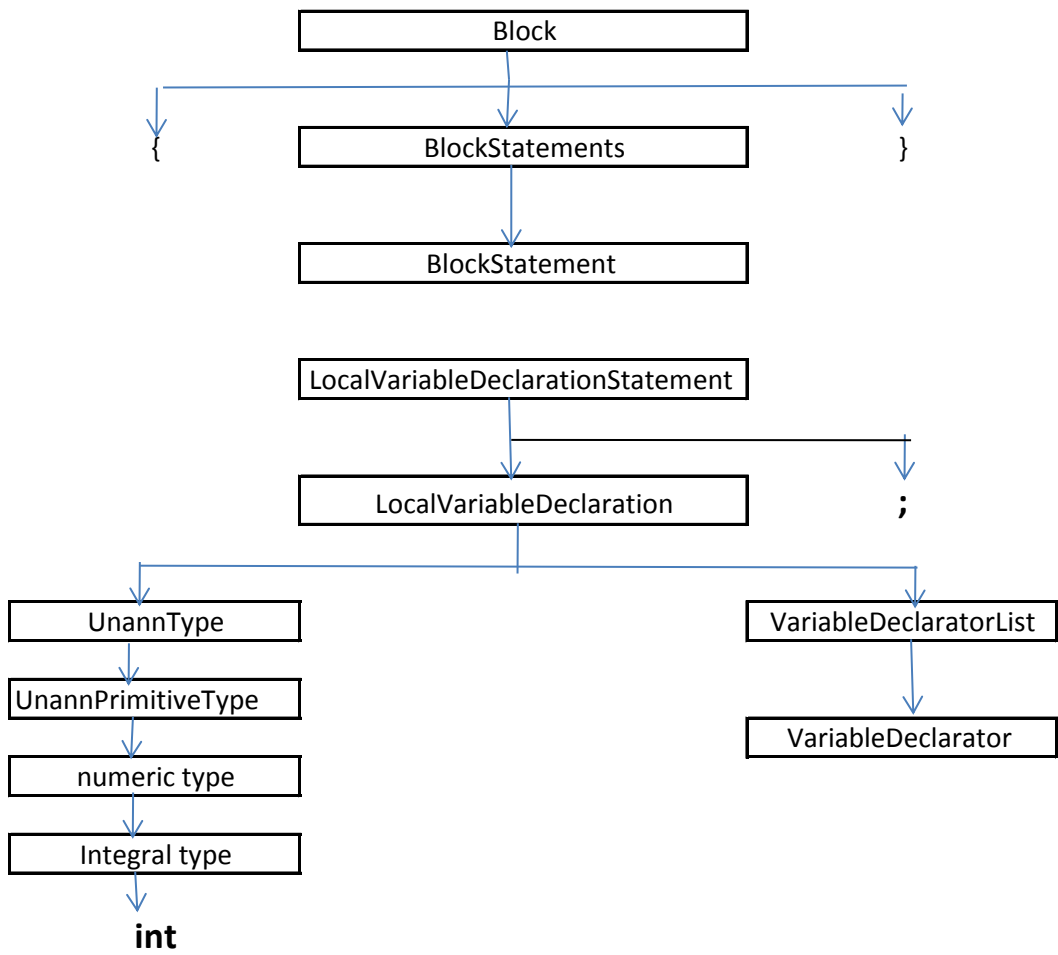 Block
{
BlockStatements
}
BlockStatement
LocalVariableDeclarationStatement
LocalVariableDeclaration
;
UnannType
VariableDeclaratorList
UnannPrimitiveType
VariableDeclarator
numeric type
Integral type
int